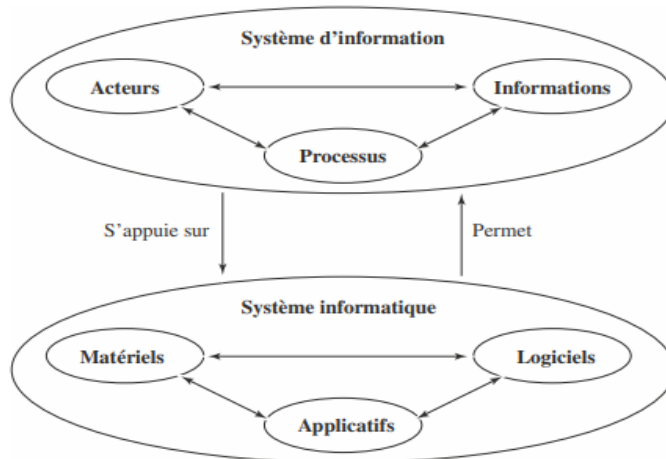 Système d’information
Acteurs
Informations
Processus
S’appuie sur
Permet
Système informatique
Matériels
Logiciels
Applicatifs